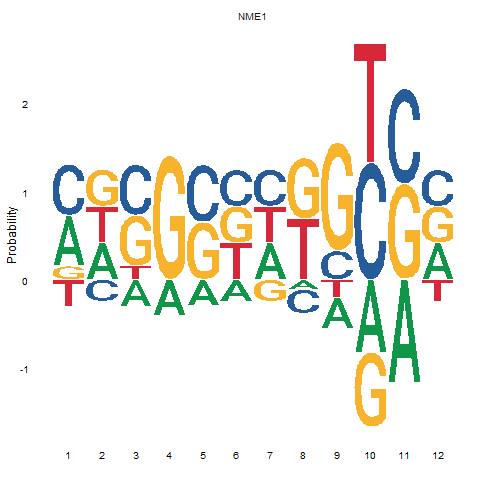 NME1
Probability
2
1
0
-1
C C C G C C C G G T C C
A G G G G T T C C G G
G T T T A A T A A A A
T A A A A G C A G T
C
1 2 3 4 5 6 7 8 9 10 11 12